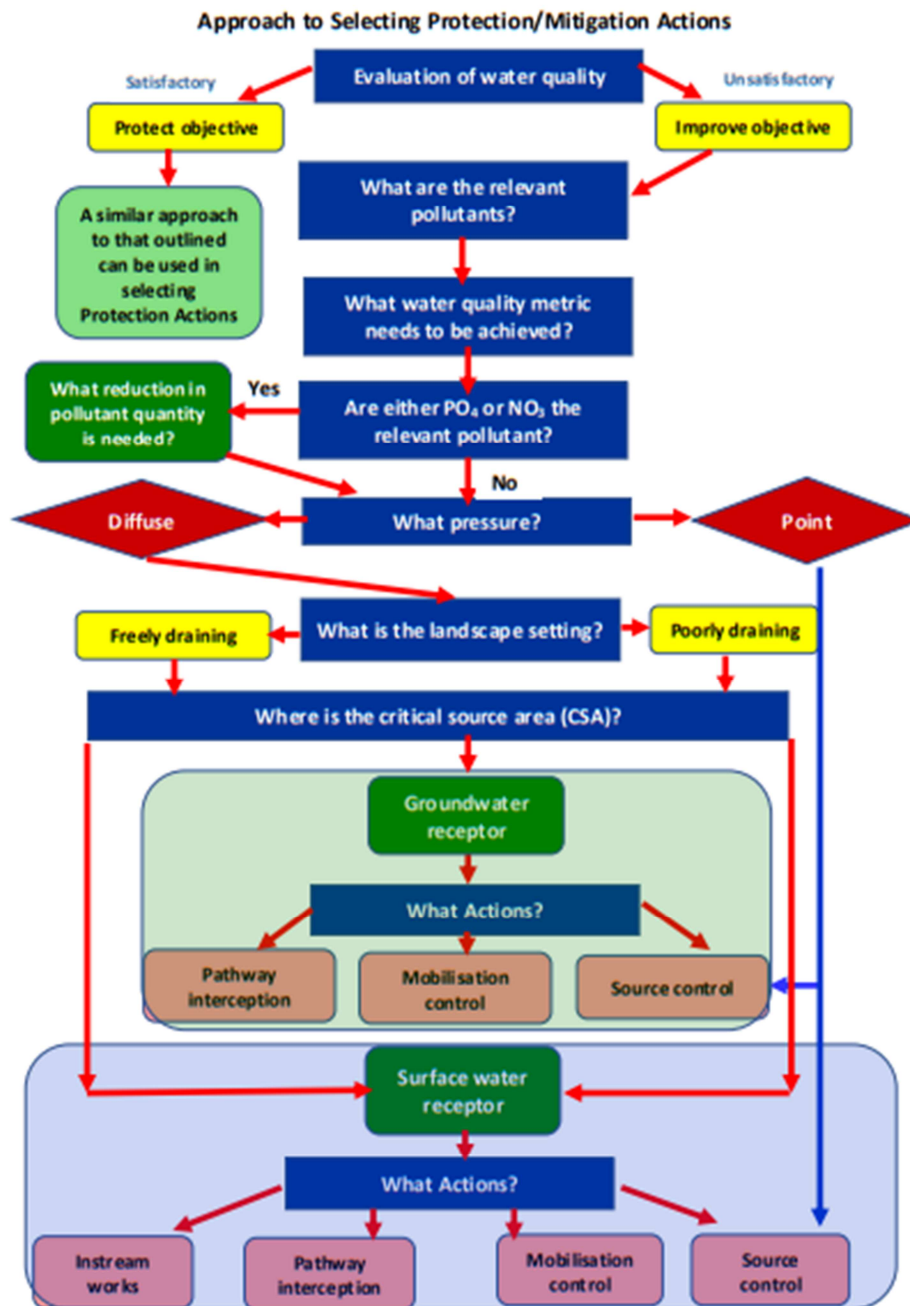 Approach to Selecting Protection/Mitigation Actions
Evaluation of water quality
Satisfactory
Unsatisfactory
Protect objective
Improve objective
What are the relevant
pollutants?
A similar approach
to that outlined
can be used in
selecting
Protection Actions
What water quality metric
needs to be achieved?
What reduction in
pollutant quantity
is needed?
Yes
Are either PO₄ or NO₃ the
relevant pollutant?
No
Diffuse
What pressure?
Point
Freely draining
What is the landscape setting?
Poorly draining
Where is the critical source area (CSA)?
Groundwater
receptor
What Actions?
Pathway
interception
Mobilisation
control
Source control
Surface water
receptor
What Actions?
Instream
works
Pathway
interception
Mobilisation
control
Source
control